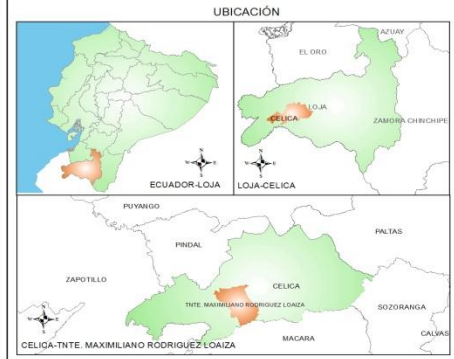 UBICACIÓN
ECUADOR-LOJA
AZUAY
EL ORO
LOJA
CELICA
ZAMORA CHINCHIPE
LOJA-CELICA
PUYANGO
PALTAS
PINDAL
ZAPOTILLO
CELICA
TNTE. MAXIMILIANO RODRIGUEZ LOAIZA
SOZORANGA
CALVAS
MACARA
CELICA-TNTE. MAXIMILIANO RODRIGUEZ LOAIZA